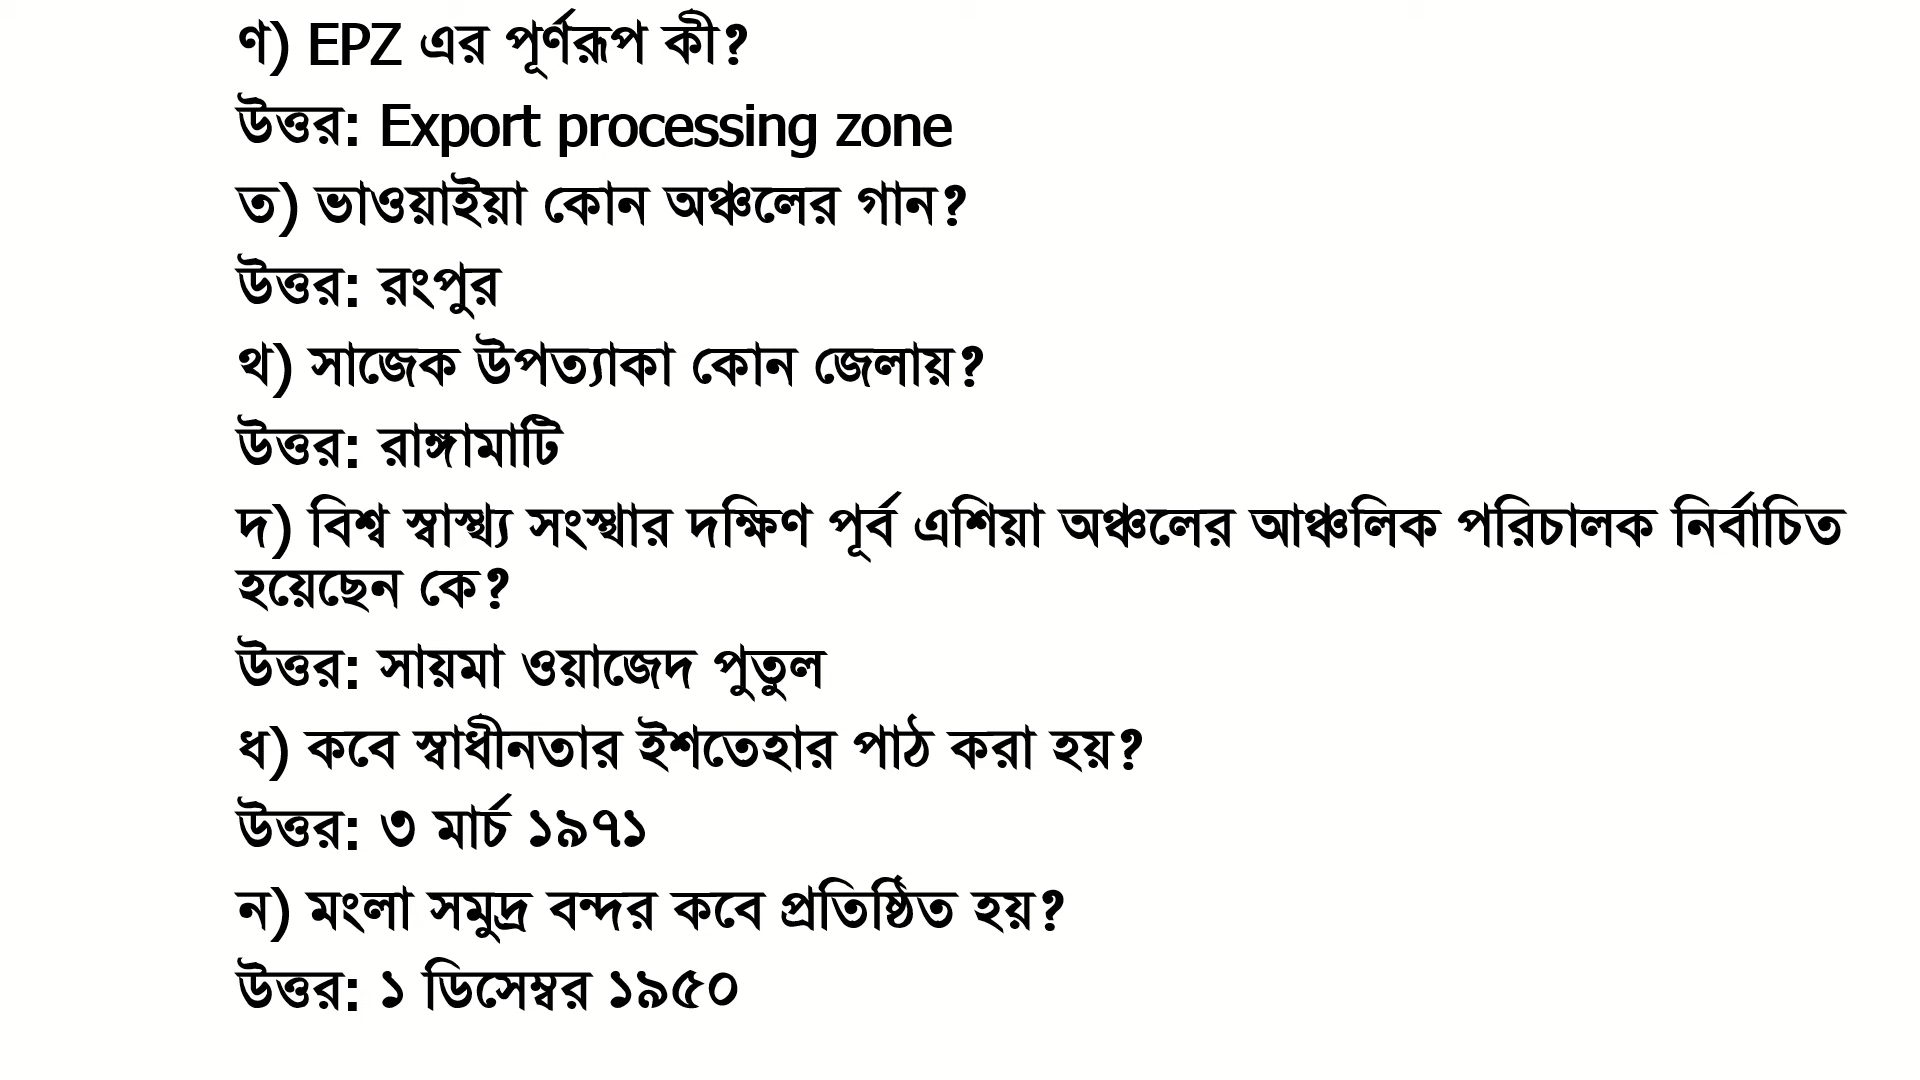 ণ) EPZ এর পূর্ণরূপ কী?
উত্তর: Export processing zone
ত) ভাওয়াইয়া কোন অঞ্চলের গান?
উত্তর: রংপুর
থ) সাজেক উপত্যাকা কোন জেলায়?
উত্তর: রাঙ্গামাটি
দ) বিশ্ব স্বাস্থ্য সংস্থার দক্ষিণ পূর্ব এশিয়া অঞ্চলের আঞ্চলিক পরিচালক নির্বাচিত
হয়েছেন কে?
উত্তর: সায়মা ওয়াজেদ পুতুল
ধ) কবে স্বাধীনতার ইশতেহার পাঠ করা হয়?
উত্তর: ৩ মার্চ ১৯৭১
ন) মংলা সমুদ্র বন্দর কবে প্রতিষ্ঠিত হয়?
উত্তর: ১ ডিসেম্বর ১৯৫০